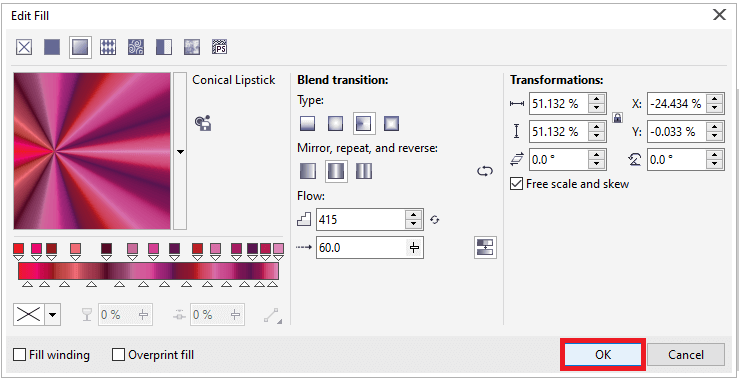 Edit Fill
PS
Conical Lipstick
Blend transition:
Type:
Mirror, repeat, and reverse:
Flow:
415
60.0
Transformations:
51.132 %
X: -24.434 %
51.132 %
Y: -0.033 %
0.0 °
0.0 °
Free scale and skew
0 %
0 %
Fill winding
Overprint fill
OK
Cancel